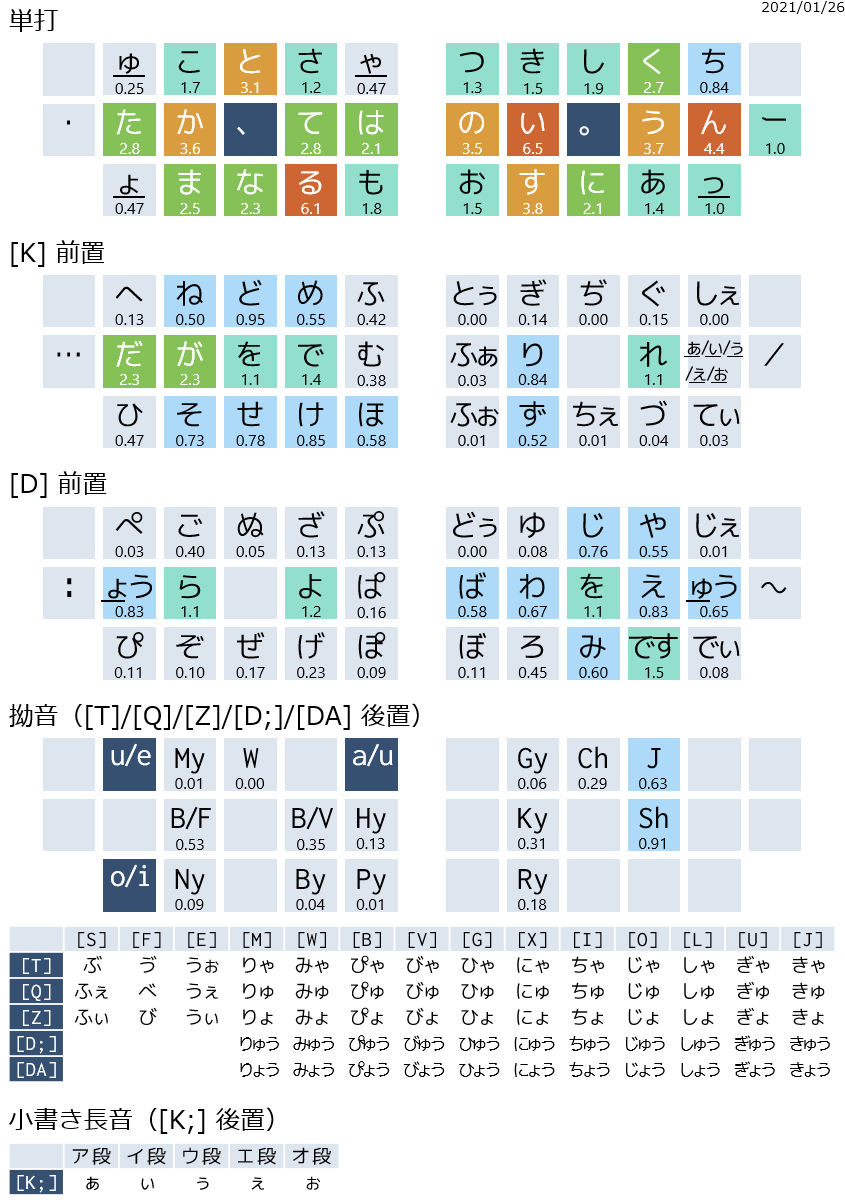 2021/01/26
単打
ゅ こ と さ ゃ つ き し く ち
0.25 1.7 3.1 1.2 0.47 1.3 1.5 1.9 2.7 0.84
・ た か 、 て は の い 。 う ん ー
2.8 3.6 2.8 2.1 3.5 6.5 3.7 4.4 1.0
ょ ま な る も お す に あ っ
0.47 2.5 2.3 6.1 1.8 1.5 3.8 2.1 1.4 1.0
[K] 前置
へ ね ど め ふ とぅ ぎ ぢ ぐ しぇ
0.13 0.50 0.95 0.55 0.42 0.00 0.14 0.00 0.15 0.00
… だ が を で む ふぁ り れ ぁ/ぃ/ぅ /
/ぇ/ぉ
2.3 2.3 1.1 1.4 0.38 0.03 0.84 1.1
ひ そ せ け ほ ふぉ ず ちぇ づ てぃ
0.47 0.73 0.78 0.85 0.58 0.01 0.52 0.01 0.04 0.03
[D] 前置
ぺ ご ぬ ざ ぷ どぅ ゆ じ や じぇ
0.03 0.40 0.05 0.13 0.13 0.00 0.08 0.76 0.55 0.01
: ょう ら よ ぱ ば わ を え ゅう ～
0.83 1.1 1.2 0.16 0.58 0.67 1.1 0.83 0.65
ぴ ぞ ぜ げ ぽ ぼ ろ み です でぃ
0.11 0.10 0.17 0.23 0.09 0.11 0.45 0.60 1.5 0.08
拗音（[T]/[Q]/[Z]/[D;]/[DA] 後置）
u/e My W a/u Gy Ch J
0.01 0.00 0.06 0.29 0.63
B/F B/V Hy Ky Sh
0.53 0.35 0.13 0.31 0.91
o/i Ny By Py Ry
0.09 0.04 0.01 0.18
[S] [F] [E] [M] [W] [B] [V] [G] [X] [I] [O] [L] [U] [J]
[T] ぶ ゔ うぉ りゃ みゃ ぴゃ びゃ ひゃ にゃ ちゃ じゃ しゃ ぎゃ きゃ
[Q] ふぇ べ うぇ りゅ みゅ ぴゅ びゅ ひゅ にゅ ちゅ じゅ しゅ ぎゅ きゅ
[Z] ふぃ び うぃ りょ みょ ぴょ びょ ひょ にょ ちょ じょ しょ ぎょ きょ
[D;] りゅう みゅう ぴゅう びゅう ひゅう にゅう ちゅう じゅう しゅう ぎゅう きゅう
[DA] りょう みょう ぴょう びょう ひょう にょう ちょう じょう しょう ぎょう きょう
小書き長音（[K;] 後置）
ア段 イ段 ウ段 エ段 オ段
[K;] ぁ ぃ ぅ ぇ ぉ